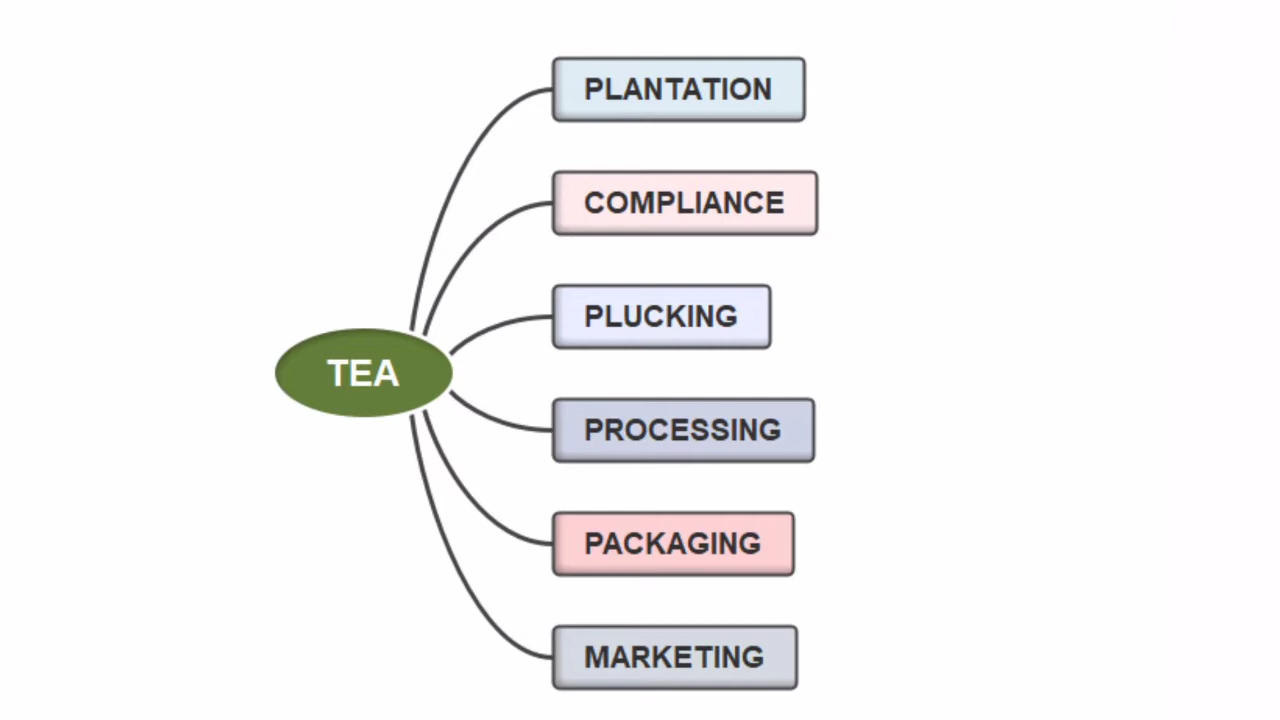 PLANTATION
COMPLIANCE
PLUCKING
TEA
PROCESSING
PACKAGING
MARKETING